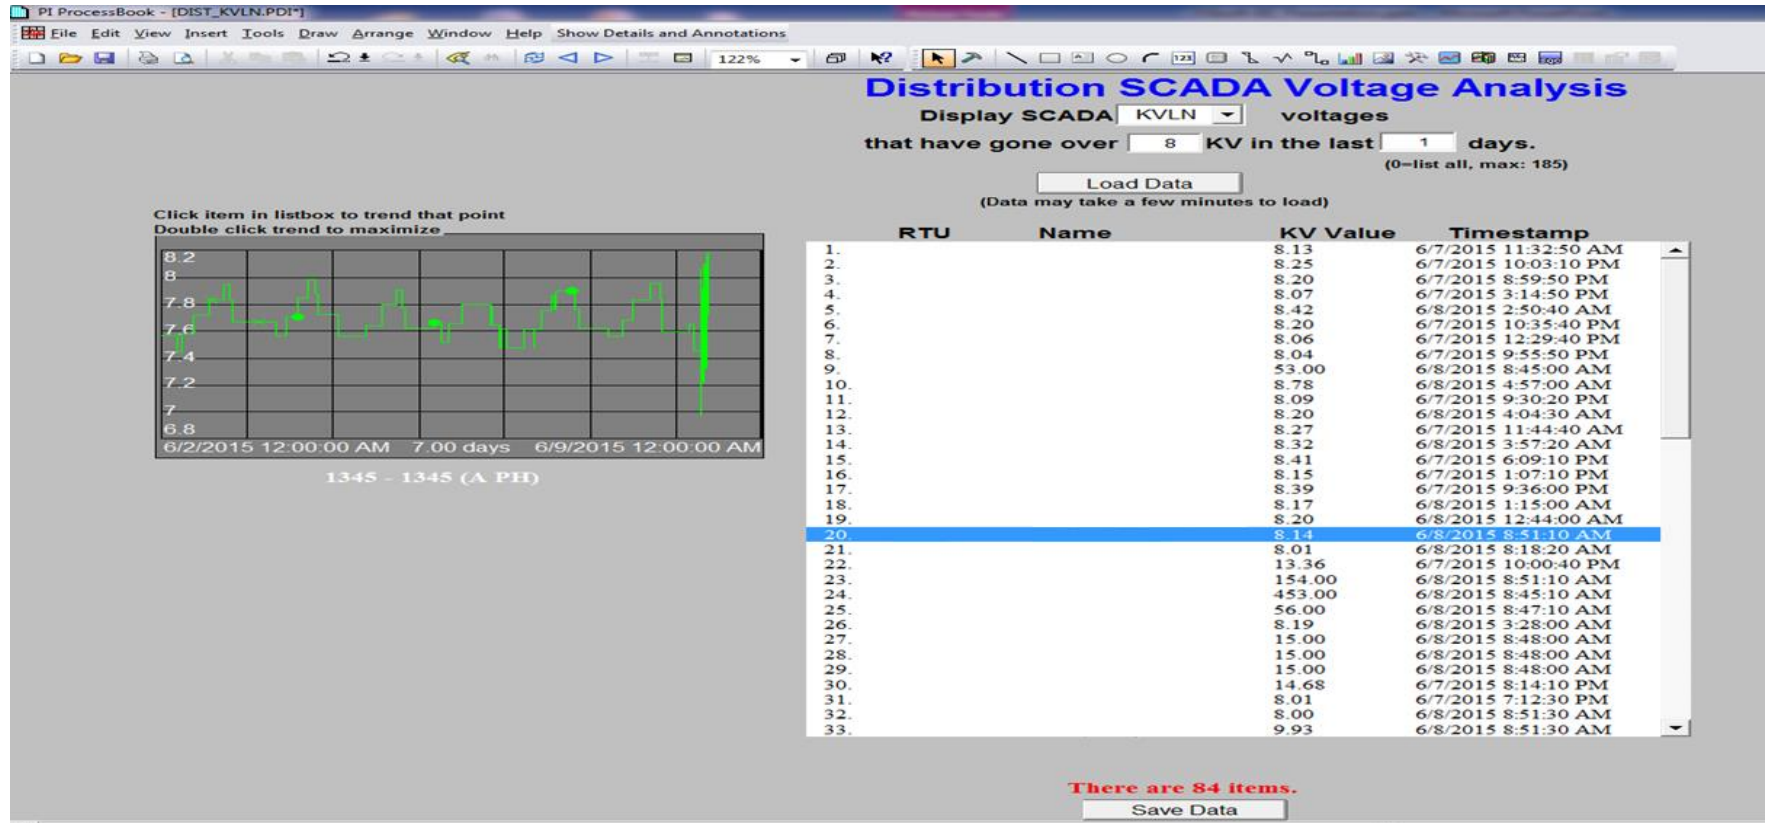 PI ProcessBook - [DIST_KVLN.PDI*]
File Edit View Insert Tools Draw Arrange Window Help Show Details and Annotations
122%
Distribution SCADA Voltage Analysis
Display SCADA KVLN voltages
that have gone over 8 KV in the last 1 days.
(0=list all, max: 185)
Load Data
(Data may take a few minutes to load)
Click item in listbox to trend that point
Double click trend to maximize
8.2
8
7.8
7.6
7.4
7.2
7
6.8
6/2/2015 12:00:00 AM 7.00 days 6/9/2015 12:00:00 AM
1345 - 1345 (A PH)
RTU Name KV Value Timestamp
1. 8.13 6/7/2015 11:32:50 AM
2. 8.25 6/7/2015 10:03:10 PM
3. 8.20 6/7/2015 8:59:50 PM
4. 8.07 6/7/2015 3:14:50 PM
5. 8.42 6/8/2015 2:50:40 AM
6. 8.20 6/7/2015 10:35:40 PM
7. 8.06 6/7/2015 12:29:40 PM
8. 8.04 6/7/2015 9:55:50 PM
9. 53.00 6/8/2015 8:45:00 AM
10. 8.78 6/8/2015 4:57:00 AM
11. 8.09 6/7/2015 9:30:20 PM
12. 8.20 6/8/2015 4:04:30 AM
13. 8.27 6/7/2015 11:44:40 AM
14. 8.32 6/8/2015 3:57:20 AM
15. 8.41 6/7/2015 6:09:10 PM
16. 8.15 6/7/2015 1:07:10 PM
17. 8.39 6/7/2015 9:36:00 PM
18. 8.17 6/8/2015 1:15:00 AM
19. 8.20 6/8/2015 12:44:00 AM
20. 8.14 6/8/2015 8:51:10 AM
21. 8.01 6/8/2015 8:18:20 AM
22. 13.36 6/7/2015 10:00:40 PM
23. 154.00 6/8/2015 8:51:10 AM
24. 453.00 6/8/2015 8:45:10 AM
25. 56.00 6/8/2015 8:47:10 AM
26. 8.19 6/8/2015 3:28:00 AM
27. 15.00 6/8/2015 8:48:00 AM
28. 15.00 6/8/2015 8:48:00 AM
29. 15.00 6/8/2015 8:48:00 AM
30. 14.68 6/7/2015 8:14:10 PM
31. 8.01 6/7/2015 7:12:30 PM
32. 8.00 6/8/2015 8:51:30 AM
33. 9.93 6/8/2015 8:51:30 AM
There are 84 items.
Save Data